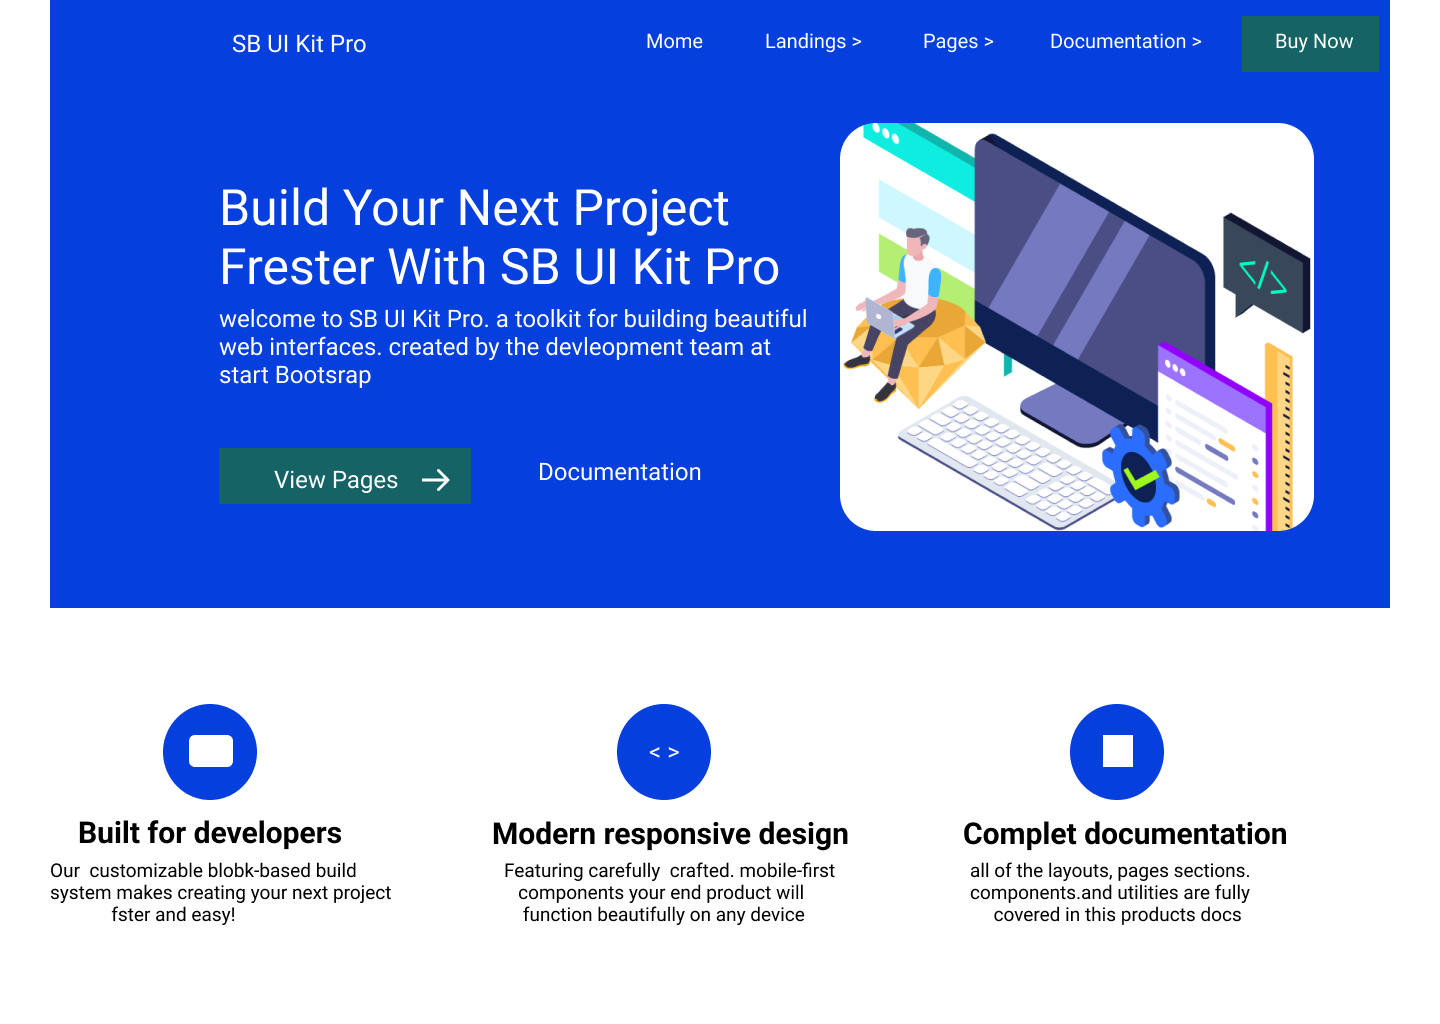 SB UI Kit Pro
Mome
Landings >
Pages >
Documentation >
Buy Now
Build Your Next Project
Frester With SB UI Kit Pro
welcome to SB UI Kit Pro. a toolkit for building beautiful
web interfaces. created by the devleopment team at
start Bootsrap
View Pages
Documentation
</>
< >
Built for developers
Our  customizable blobk-based build
system makes creating your next project
fster and easy!
Modern responsive design
Featuring carefully  crafted. mobile-first
components your end product will
function beautifully on any device
Complet documentation
all of the layouts, pages sections.
components.and utilities are fully
covered in this products docs